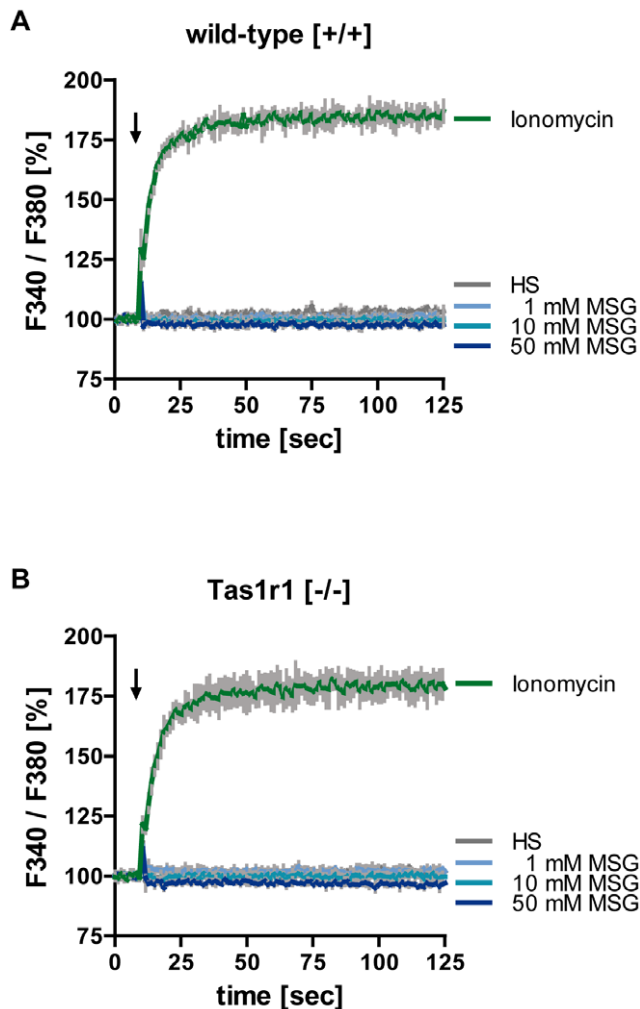 A
wild-type [+/+]
200
175
150
125
100
75
F340 / F380 [%]
0 25 50 75 100 125
time [sec]
Ionomycin
HS
1 mM MSG
10 mM MSG
50 mM MSG
B
Tas1r1 [-/-]
200
175
150
125
100
75
F340 / F380 [%]
0 25 50 75 100 125
time [sec]
Ionomycin
HS
1 mM MSG
10 mM MSG
50 mM MSG